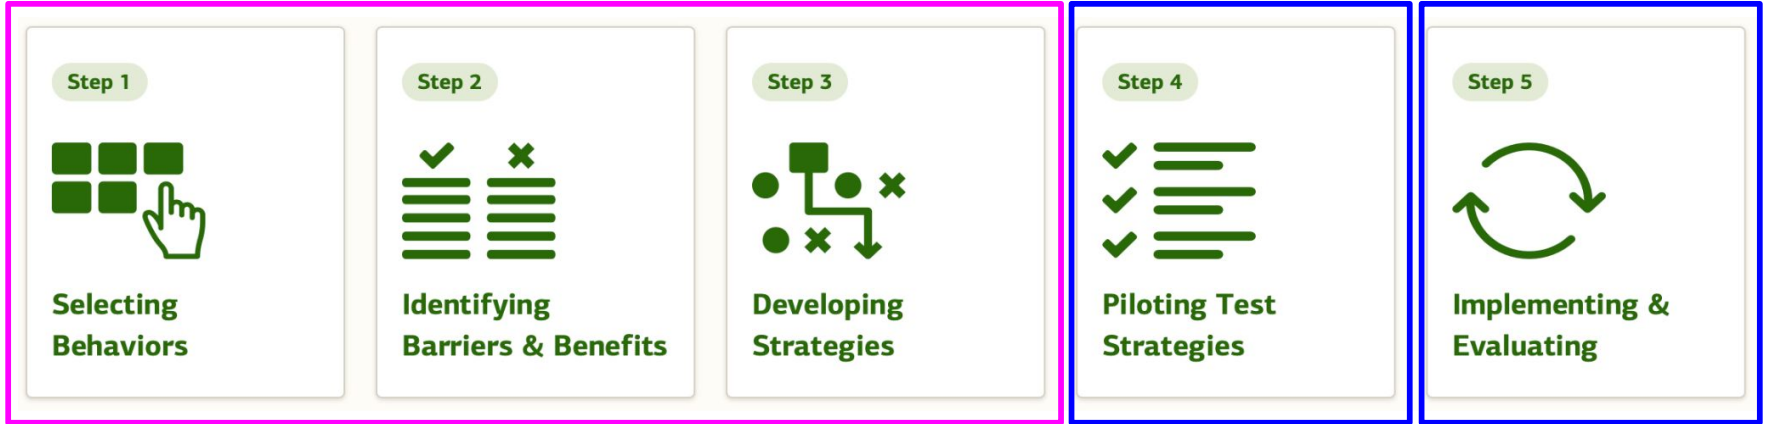 Step 1
Selecting
Behaviors
Step 2
Identifying
Barriers & Benefits
Step 3
Developing
Strategies
Step 4
Piloting Test
Strategies
Step 5
Implementing &
Evaluating